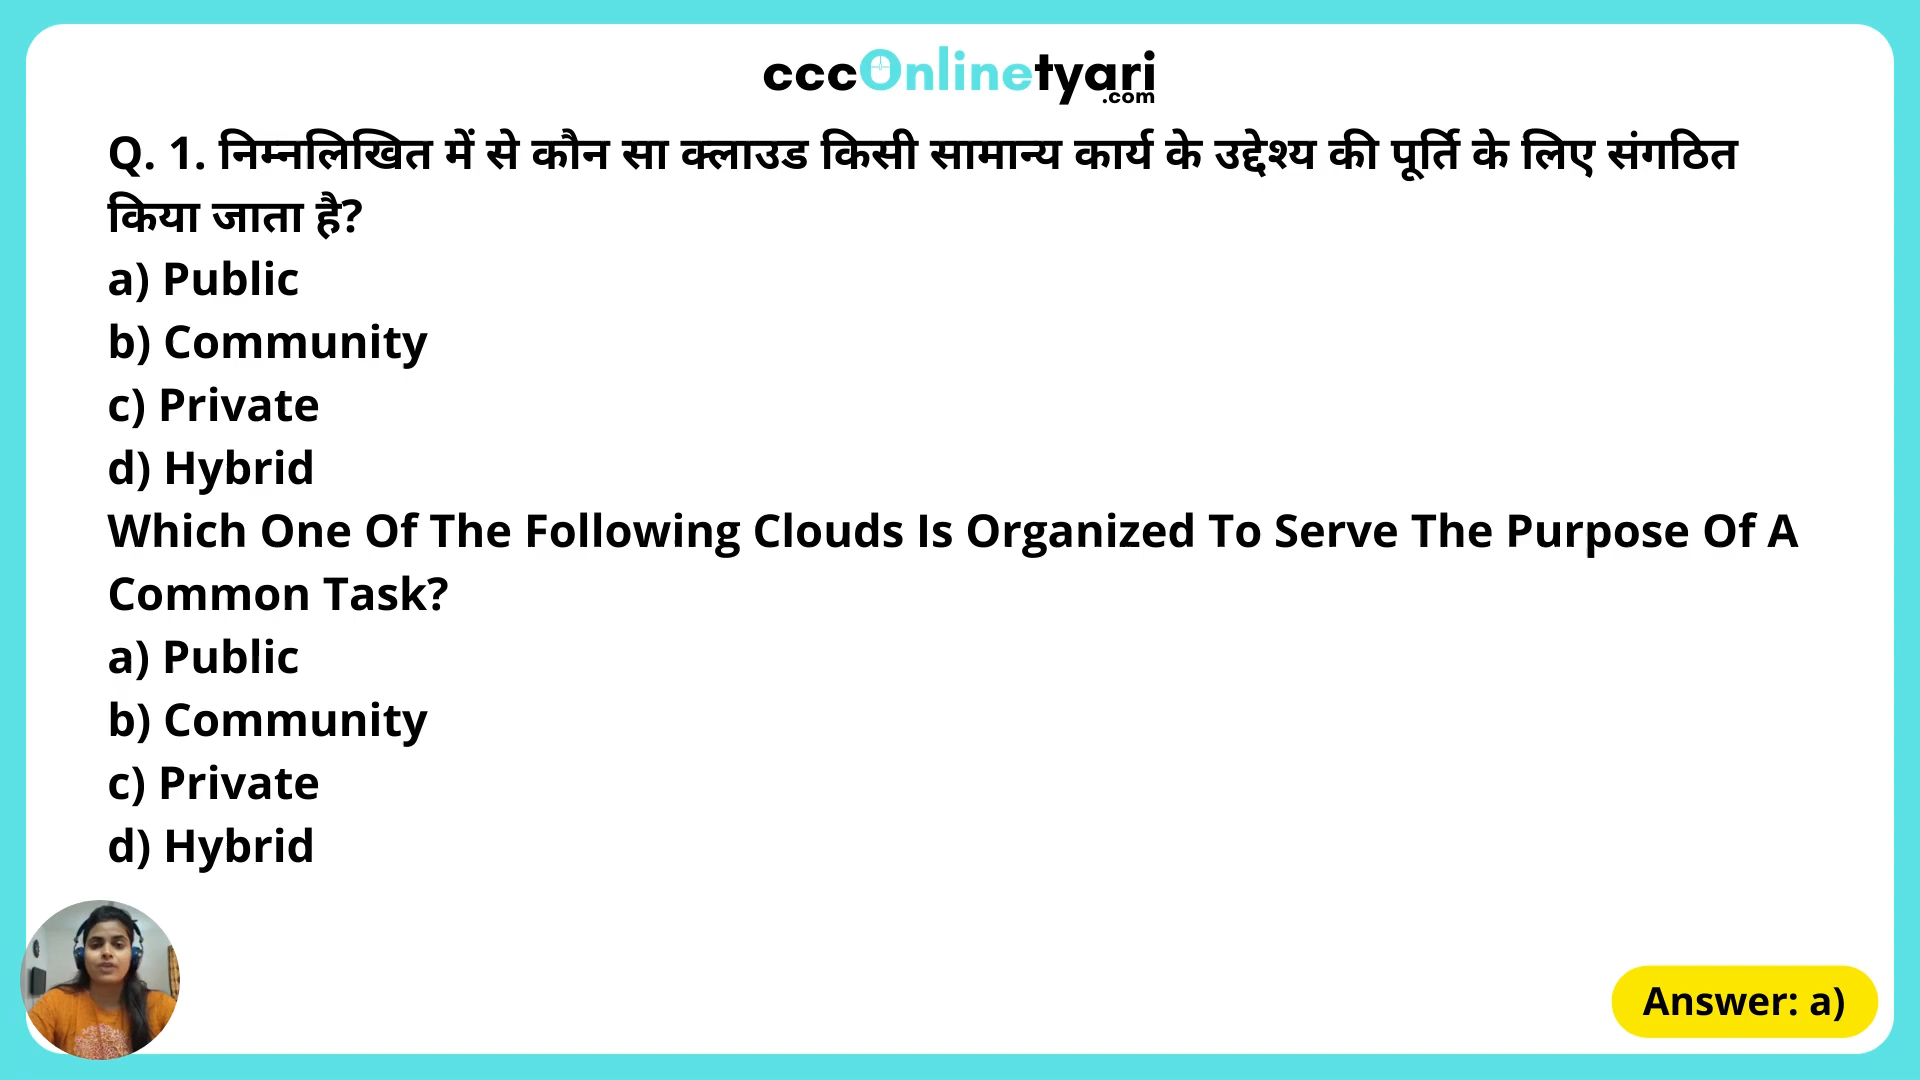 cccOnlinetyari
.com
Q. 1. निम्नलिखित में से कौन सा क्लाउड किसी सामान्य कार्य के उद्देश्य की पूर्ति के लिए संगठित
किया जाता है?
a) Public
b) Community
c) Private
d) Hybrid
Which One Of The Following Clouds Is Organized To Serve The Purpose Of A
Common Task?
a) Public
b) Community
c) Private
d) Hybrid
Answer: a)